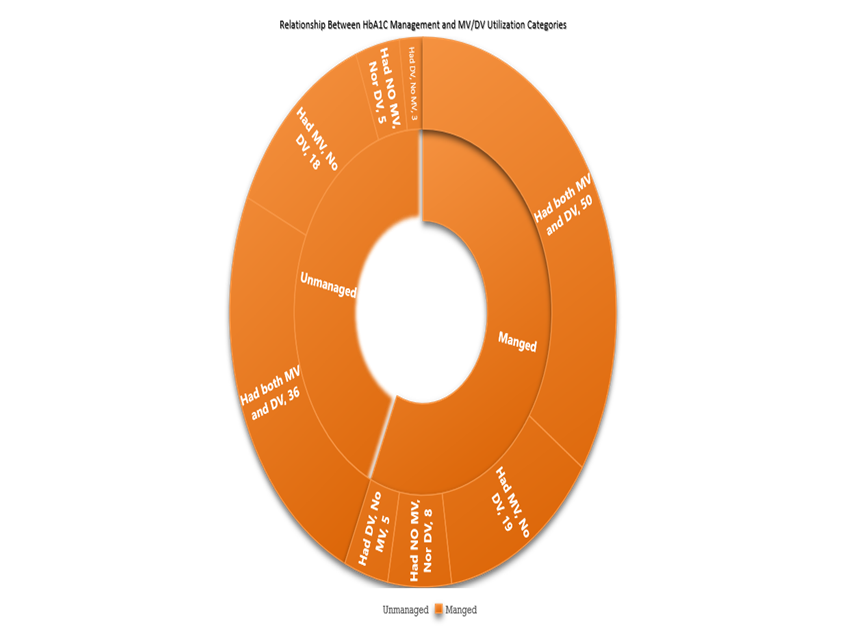 Relationship Between HbA1C Management and MV/DV Utilization Categories
Had DV, No MV, 3
Had NO MV,
Nor DV, 5
Had MV, No
DV, 18
Had both MV
and DV, 50
Unmanaged
Manged
Had both MV
and DV, 36
Had MV, No
DV, 19
Had DV, No
MV, 5
Had NO MV,
Nor DV, 8
Unmanaged Manged